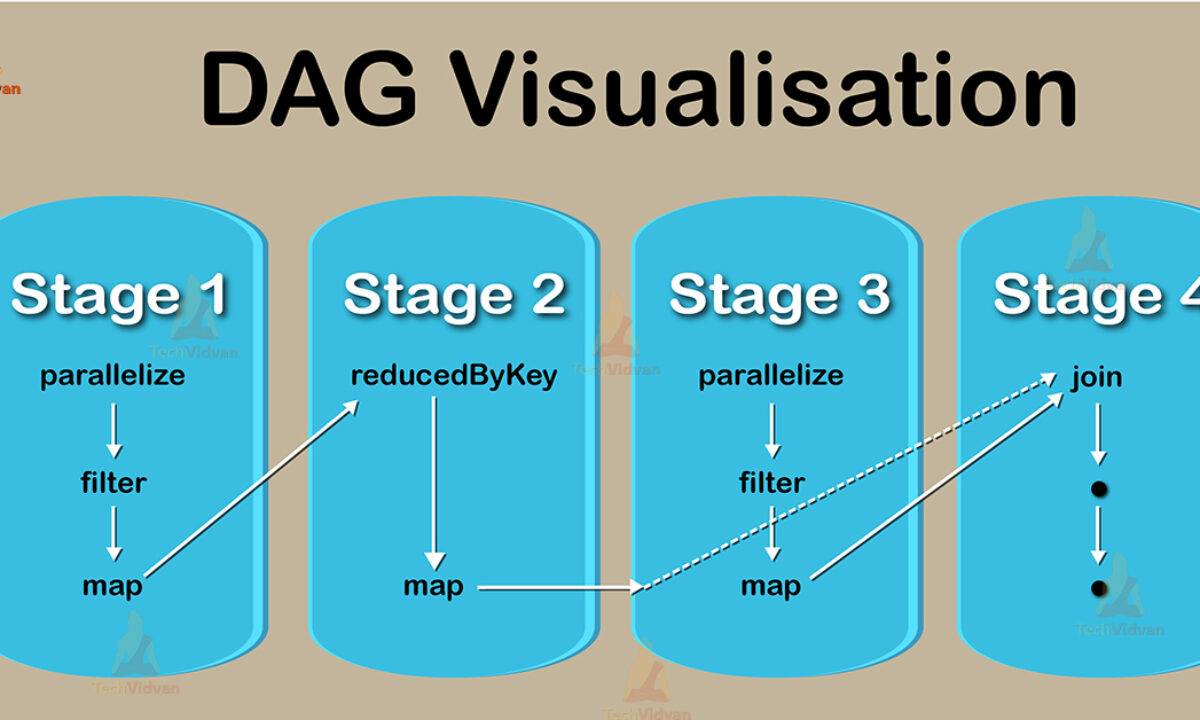 DAG Visualisation
van
Stage 1
parallelize
filter
map
Stage 2
reducedByKey
map
Stage 3
parallelize
filter
map
Stage 4
join
TechVidvan
TechVidvan
TechVidvan
TechVidvan
TechVidvan